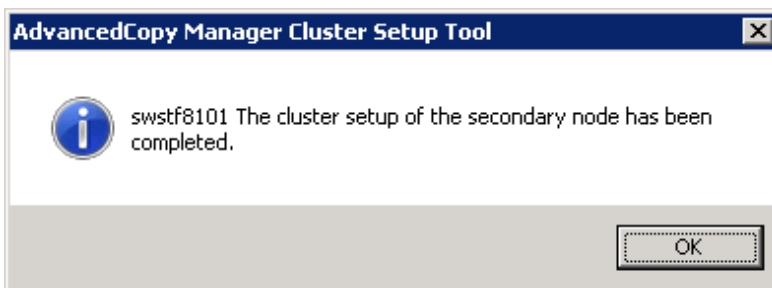 AdvancedCopy Manager Cluster Setup Tool
swstf8101 The cluster setup of the secondary node has been
completed.
OK